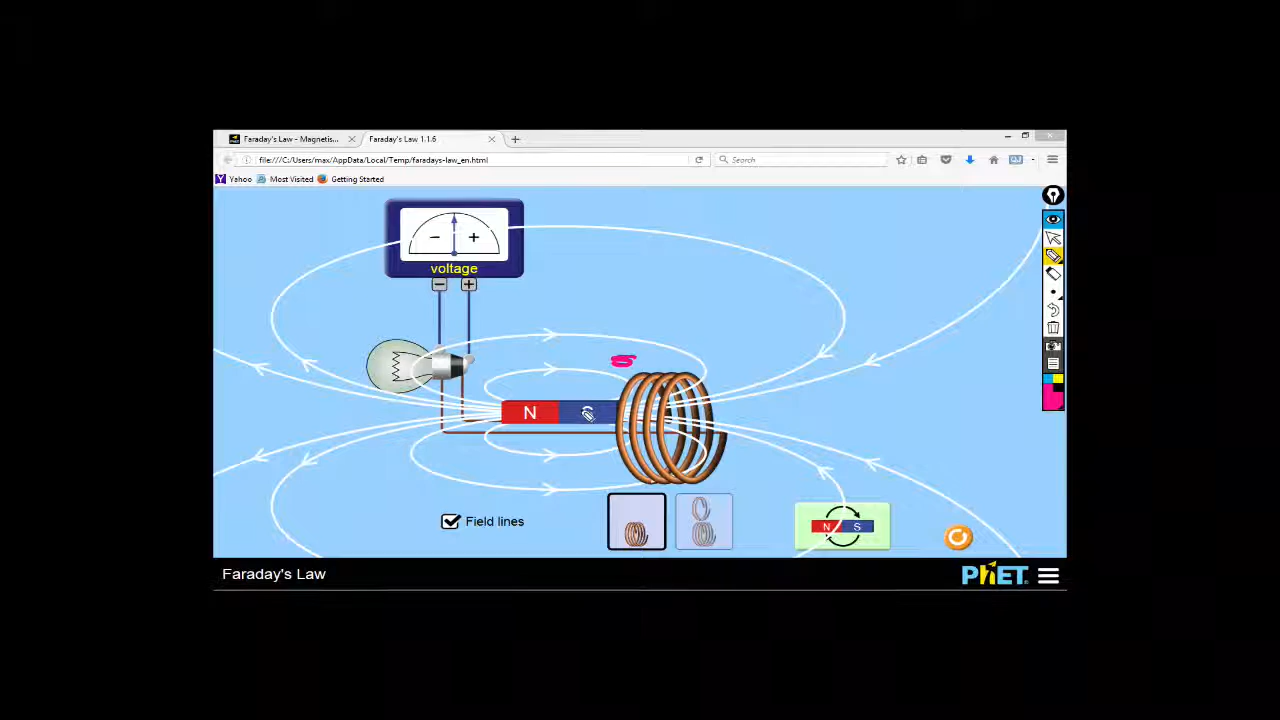 Faraday's Law - Magnetis...
Faraday's Law 1.1.6
file:///C:/Users/max/AppData/Local/Temp/faradays-law_en.html
Search
Yahoo
Most Visited
Getting Started
− +
voltage
− +
N S
Field lines
N S
Faraday's Law
PhET